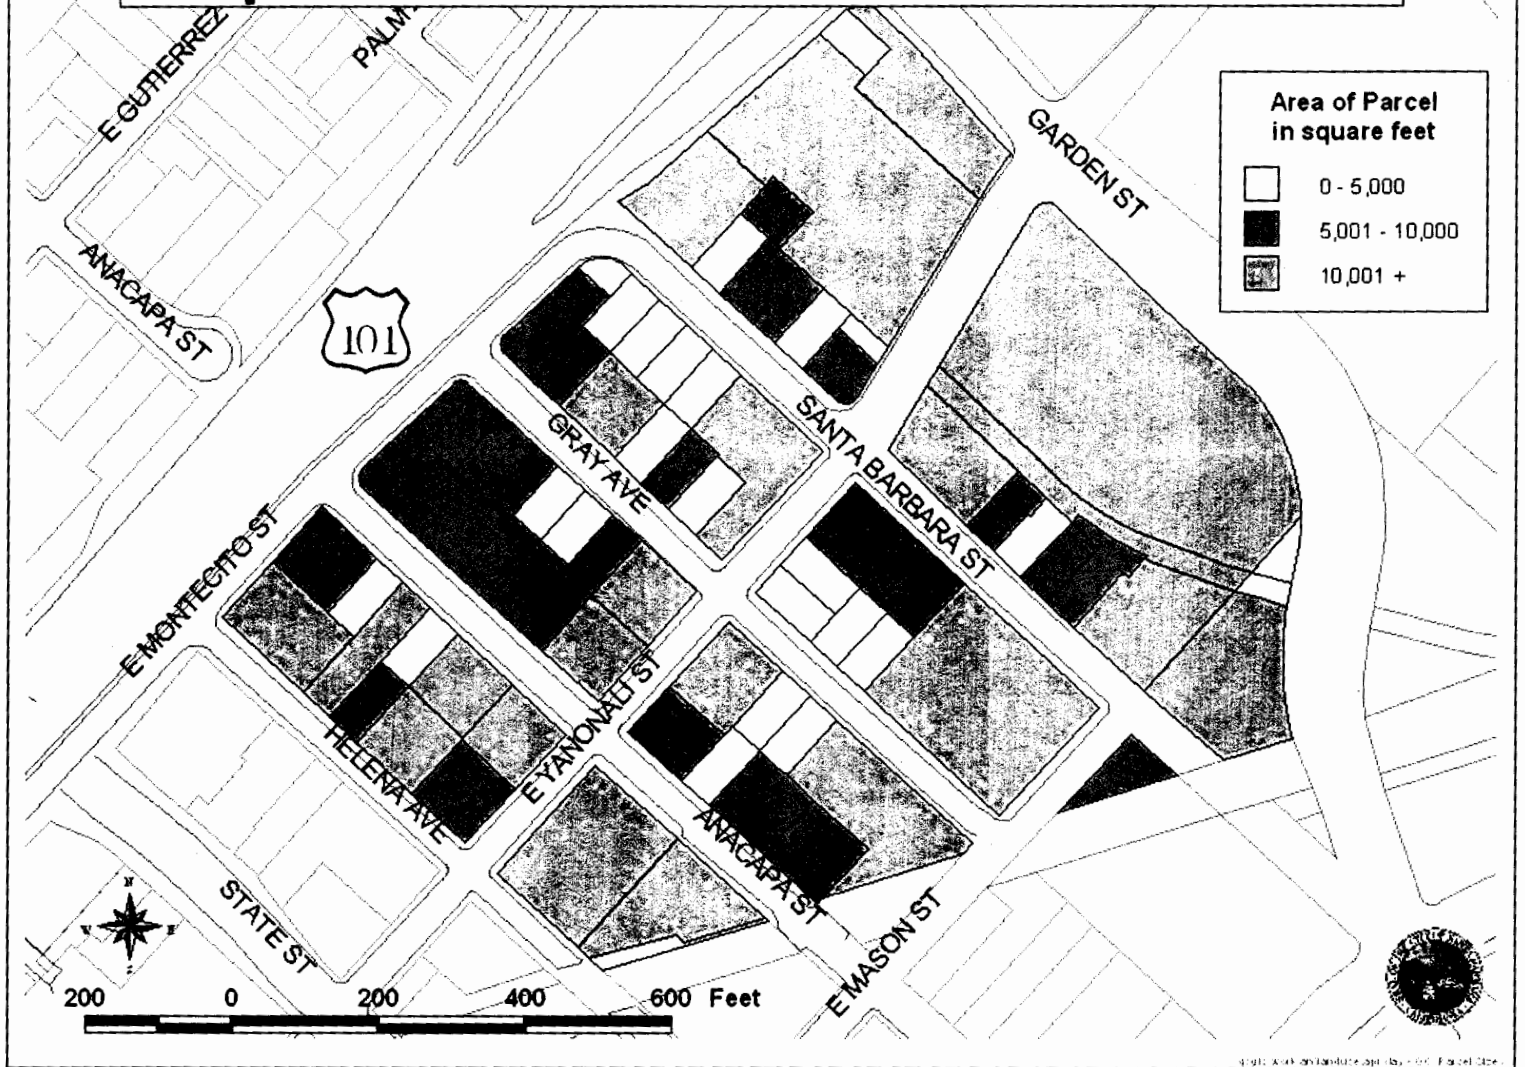 E GUTIERREZ
PALM
Area of Parcel
in square feet
0 - 5,000
5,001 - 10,000
10,001 +
GARDEN ST
ANACAPA ST
101
SANTA BARBARA ST
GRAY AVE
E MONTECITO ST
E YANONALI ST
HELENA AVE
ANACAPA ST
STATE ST
E MASON ST
N
W E
S
200 0 200 400 600 Feet